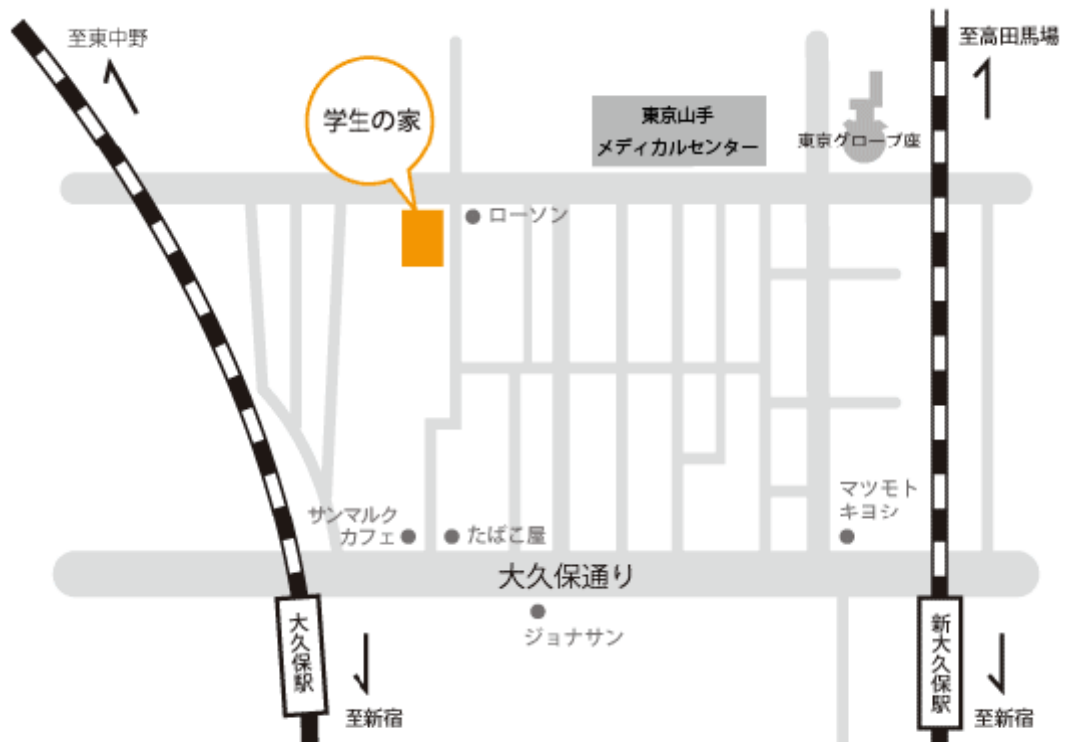 至東中野
至高田馬場
学生の家
東京山手
メディカルセンター
東京グローブ座
ローソン
マツモト
キヨシ
サンマルク
カフェ
たばこ屋
大久保通り
ジョナサン
大久保駅
新大久保駅
至新宿
至新宿